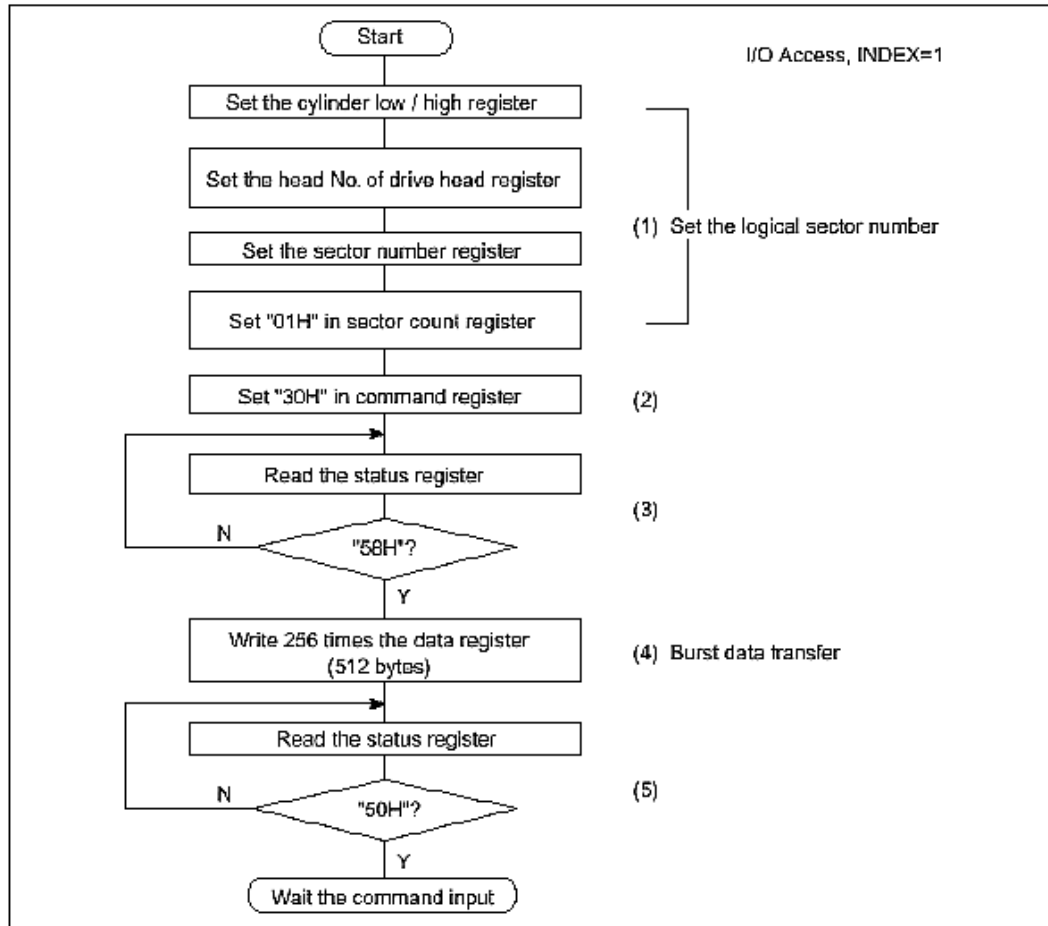 Start
I/O Access, INDEX=1
Set the cylinder low / high register
Set the head No. of drive head register
(1) Set the logical sector number
Set the sector number register
Set "01H" in sector count register
Set "30H" in command register
(2)
Read the status register
(3)
N
"58H"?
Y
Write 256 times the data register
(512 bytes)
(4) Burst data transfer
Read the status register
N
"50H"?
(5)
Y
Wait the command input